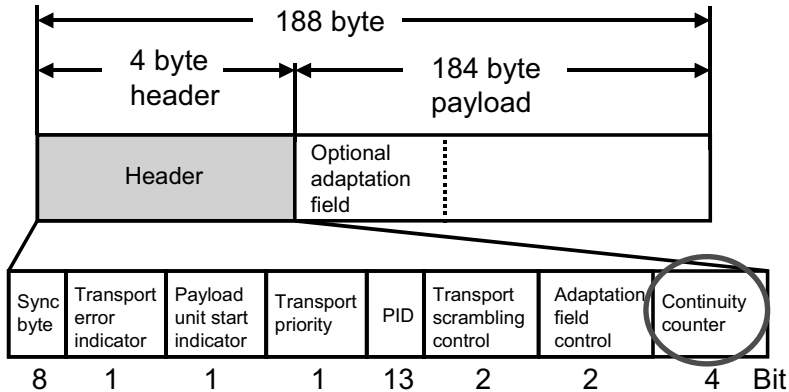 188 byte
4 byte
header
184 byte
payload
Header
Optional
adaptation
field
Sync
byte
Transport
error
indicator
Payload
unit start
indicator
Transport
priority
PID
Transport
scrambling
control
Adaptation
field
control
Continuity
counter
8 1 1 1 13 2 2 4 Bit